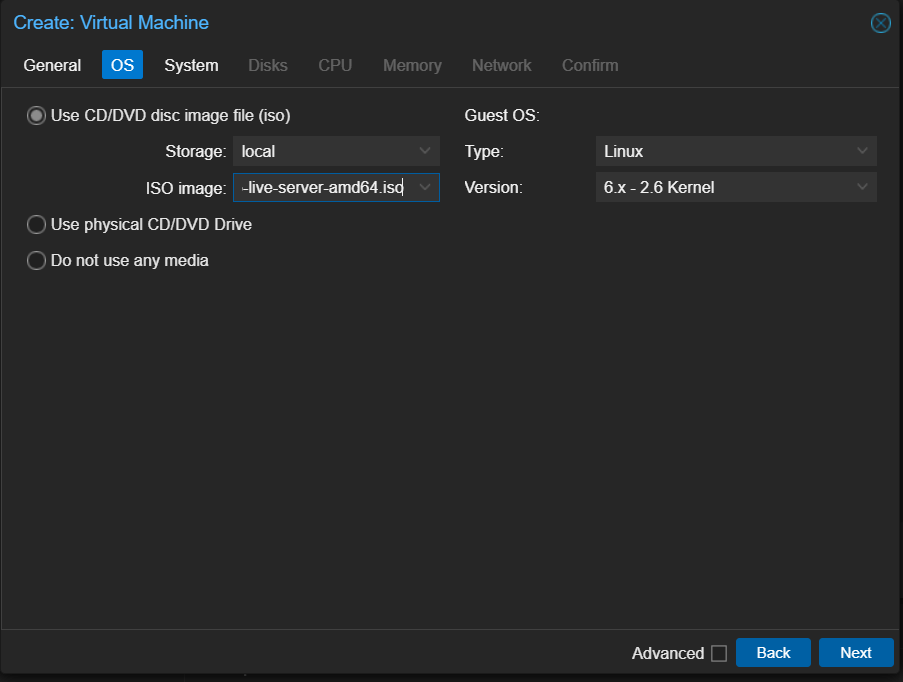 Create: Virtual Machine
General OS System Disks CPU Memory Network Confirm
Use CD/DVD disc image file (iso) Guest OS:
Storage: local Type: Linux
ISO image: -live-server-amd64.iso Version: 6.x - 2.6 Kernel
Use physical CD/DVD Drive
Do not use any media
Advanced Back Next